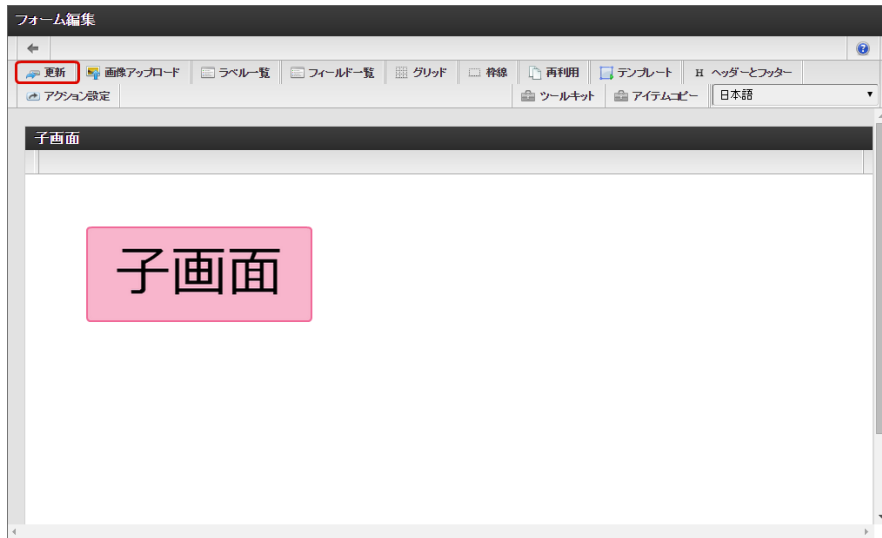 フォーム編集
更新 画像アップロード ラベル一覧 フィールド一覧 グリッド 枠線 再利用 テンプレート H ヘッダーとフッター
アクション設定 ツールキット アイテムコピー 日本語
子画面
子画面